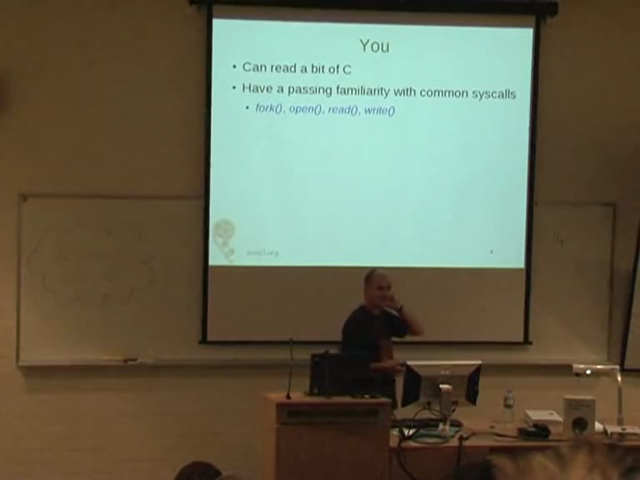 You
• Can read a bit of C
• Have a passing familiarity with common syscalls
• fork(), open(), read(), write()